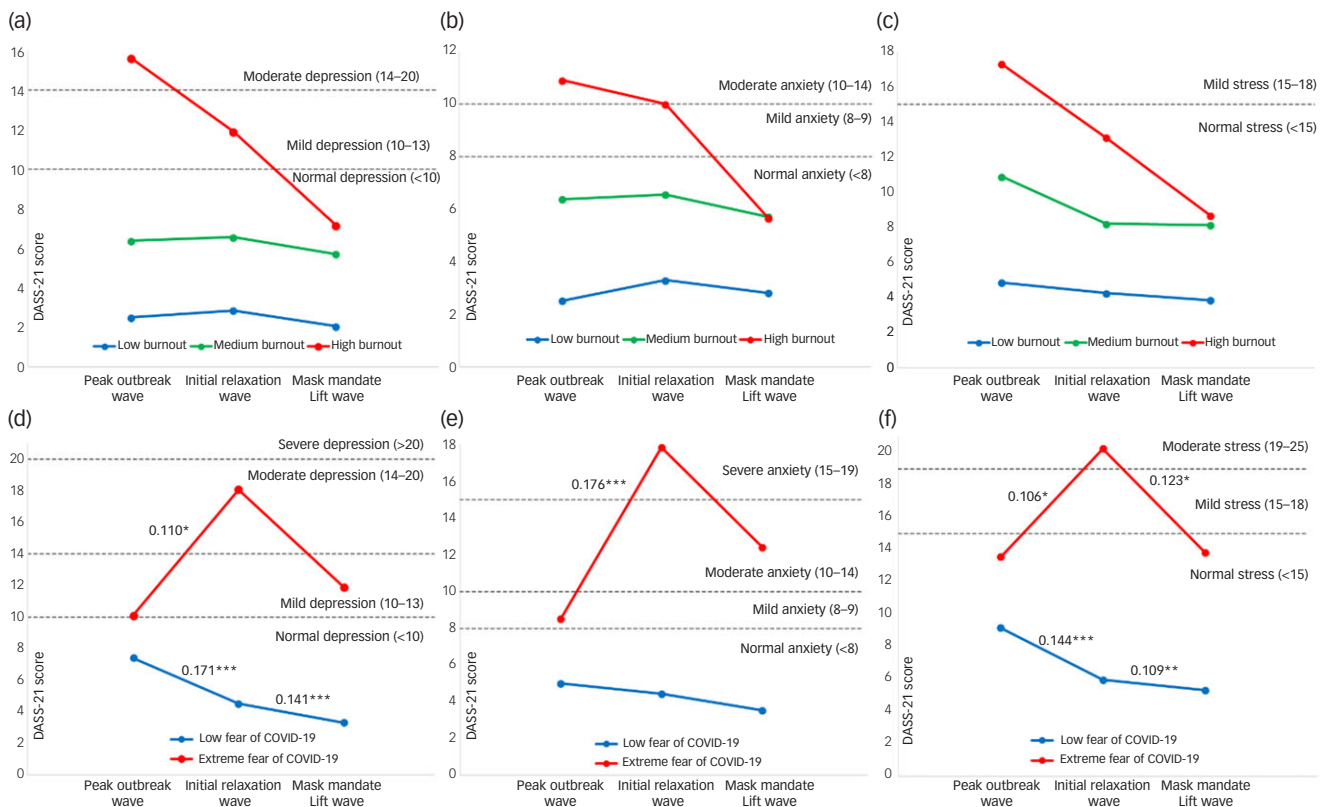 (a)
16
14
12
10
8
6
4
2
0
DASS-21 score
Moderate depression (14–20)
Mild depression (10–13)
Normal depression (<10)
Low burnout Medium burnout High burnout
Peak outbreak
wave
Initial relaxation
wave
Mask mandate
Lift wave
(b)
12
10
8
6
4
2
0
DASS-21 score
Moderate anxiety (10–14)
Mild anxiety (8–9)
Normal anxiety (<8)
Low burnout Medium burnout High burnout
Peak outbreak
wave
Initial relaxation
wave
Mask mandate
Lift wave
(c)
18
16
14
12
10
8
6
4
2
0
DASS-21 score
Mild stress (15–18)
Normal stress (<15)
Low burnout Medium burnout High burnout
Peak outbreak
wave
Initial relaxation
wave
Mask mandate
Lift wave
(d)
20
18
16
14
12
10
8
6
4
2
0
DASS-21 score
Severe depression (>20)
Moderate depression (14–20)
0.110*
Mild depression (10–13)
Normal depression (<10)
0.171***
0.141***
Low fear of COVID-19
Extreme fear of COVID-19
Peak outbreak
wave
Initial relaxation
wave
Mask mandate
Lift wave
(e)
18
16
14
12
10
8
6
4
2
0
DASS-21 score
0.176***
Severe anxiety (15–19)
Moderate anxiety (10–14)
Mild anxiety (8–9)
Normal anxiety (<8)
Low fear of COVID-19
Extreme fear of COVID-19
Peak outbreak
wave
Initial relaxation
wave
Mask mandate
Lift wave
(f)
20
18
16
14
12
10
8
6
4
2
0
DASS-21 score
Moderate stress (19–25)
0.123*
0.106*
Mild stress (15–18)
Normal stress (<15)
0.144***
0.109**
Low fear of COVID-19
Extreme fear of COVID-19
Peak outbreak
wave
Initial relaxation
wave
Mask mandate
Lift wave